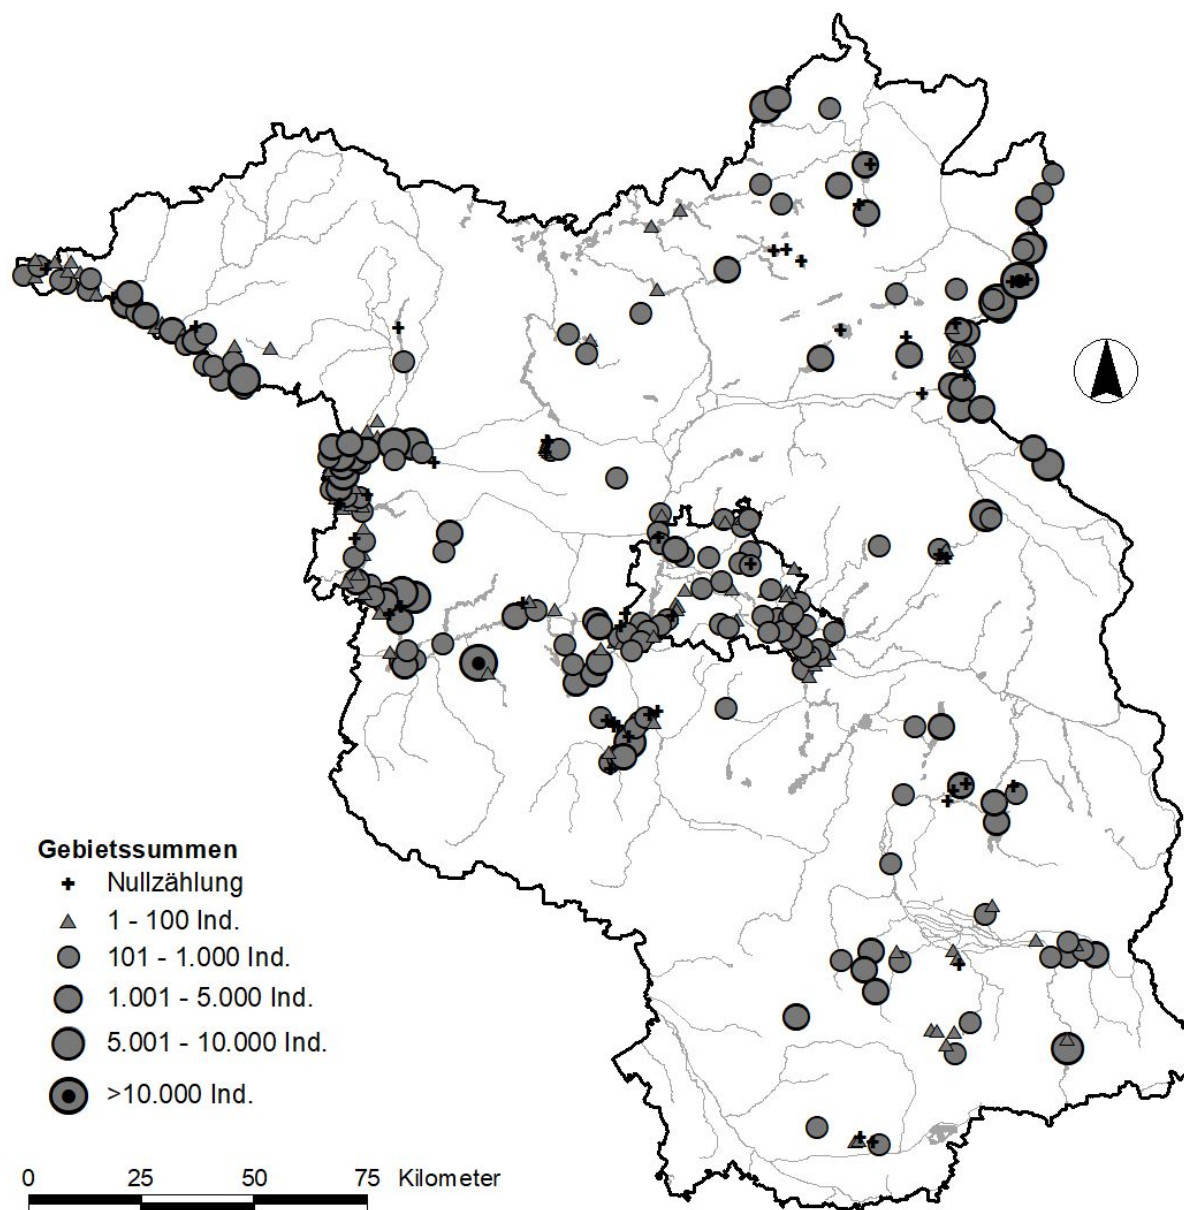 Gebietssummen
Nullzählung
1 - 100 Ind.
101 - 1.000 Ind.
1.001 - 5.000 Ind.
5.001 - 10.000 Ind.
>10.000 Ind.
0 25 50 75 Kilometer